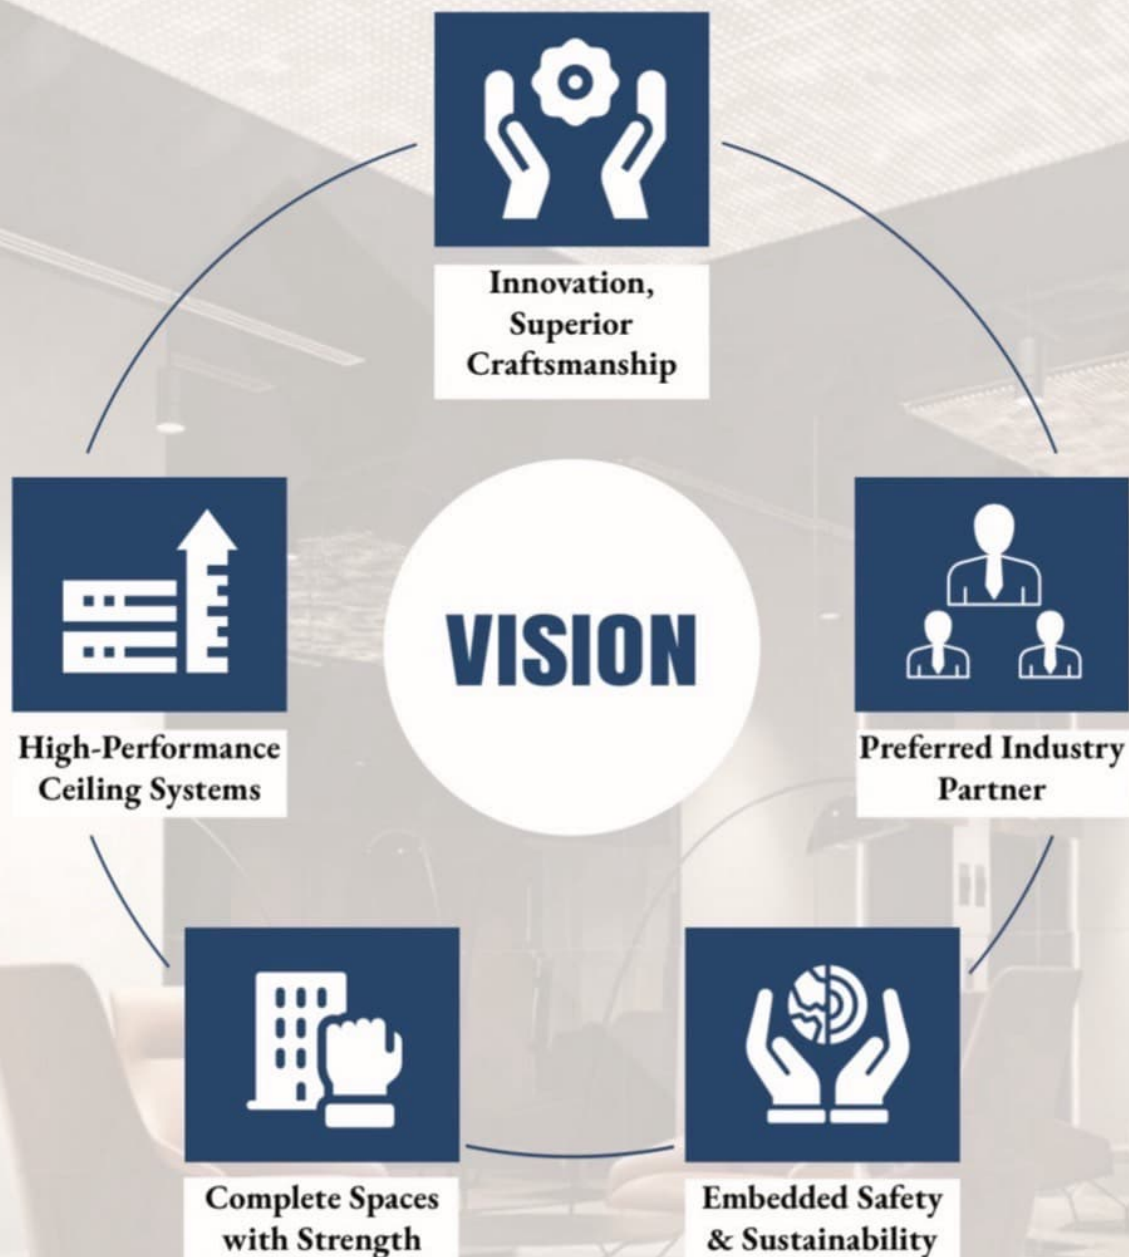 Innovation,
Superior
Craftsmanship
VISION
High-Performance
Ceiling Systems
Preferred Industry
Partner
Complete Spaces
with Strength
Embedded Safety
& Sustainability